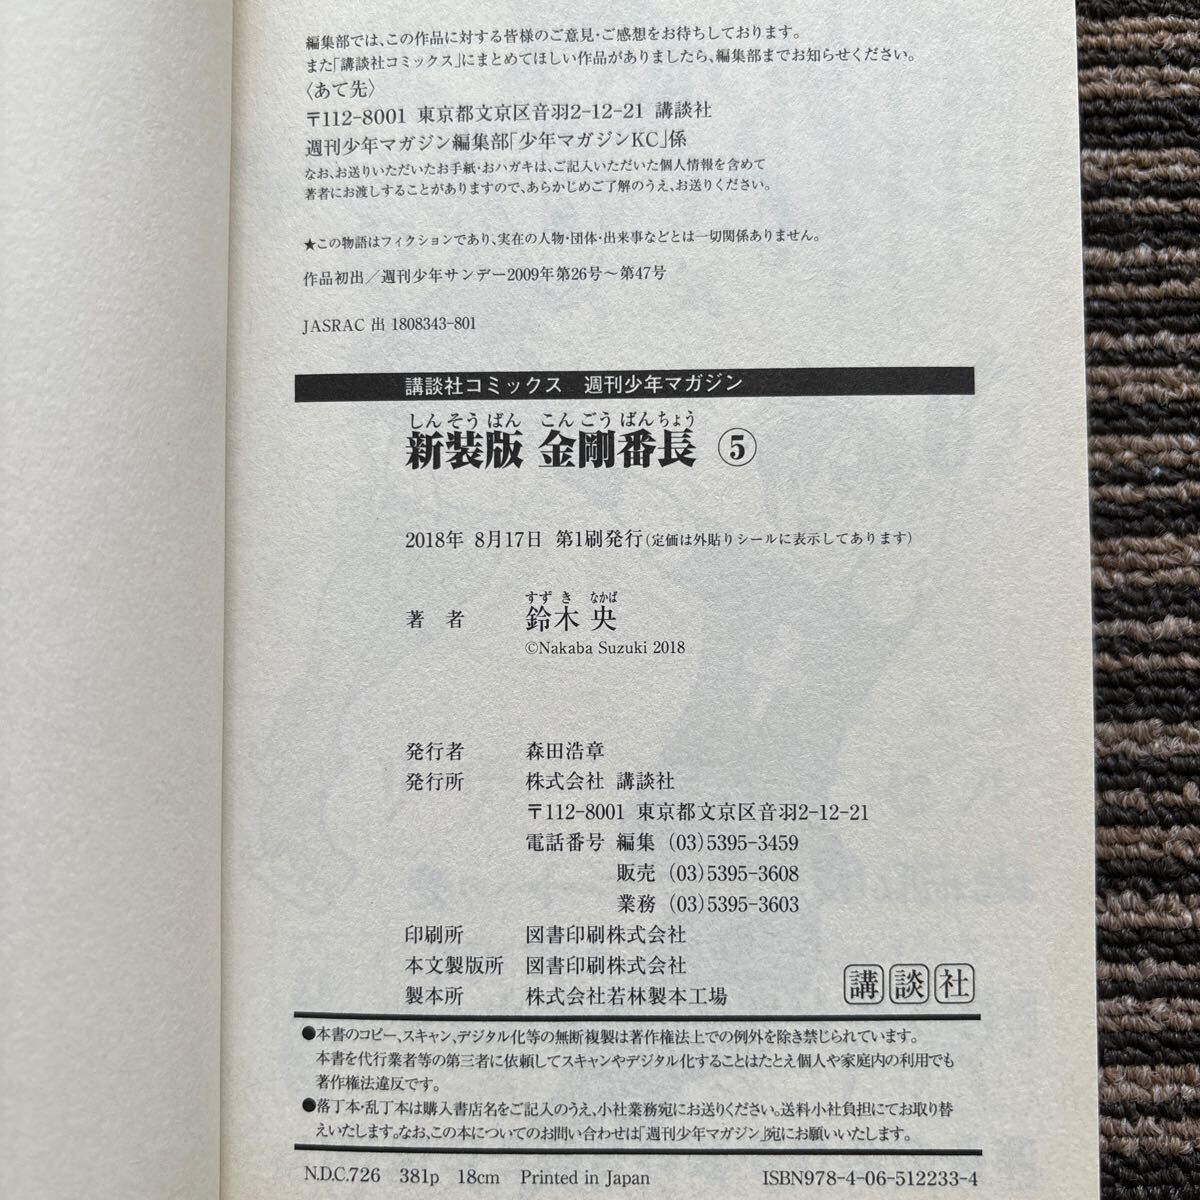 編集部では、この作品に対する皆様のご意見・ご感想をお待ちしております。
また「講談社コミックス」にまとめてほしい作品がありましたら、編集部までお知らせください。
〈あて先〉
〒112-8001 東京都文京区音羽2-12-21 講談社
週刊少年マガジン編集部「少年マガジンKC」係
なお、お送りいただいたお手紙・おハガキは、ご記入いただいた個人情報を含めて
著者にお渡しすることがありますので、あらかじめご了解のうえ、お送りください。
★この物語はフィクションであり、実在の人物・団体・出来事などとは一切関係ありません。
作品初出／週刊少年サンデー2009年第26号～第47号
JASRAC 出 1808343-801
講談社コミックス 週刊少年マガジン
しんそうばん こんごうばんちょう
新装版 金剛番長 ⑤
2018年 8月17日 第1刷発行(定価は外貼りシールに表示してあります)
すずき なかば
著者 鈴木 央
©Nakaba Suzuki 2018
発行者 森田浩章
発行所 株式会社 講談社
〒112-8001 東京都文京区音羽2-12-21
電話番号 編集 (03)5395-3459
販売 (03)5395-3608
業務 (03)5395-3603
印刷所 図書印刷株式会社
本文製版所 図書印刷株式会社
製本所 株式会社若林製本工場
講談社
●本書のコピー、スキャン、デジタル化等の無断複製は著作権法上での例外を除き禁じられています。
本書を代行業者等の第三者に依頼してスキャンやデジタル化することはたとえ個人や家庭内の利用でも
著作権法違反です。
●落丁本・乱丁本は購入書店名をご記入のうえ、小社業務宛にお送りください。送料小社負担にてお取り替
えいたします。なお、この本についてのお問い合わせは「週刊少年マガジン」宛にお願いいたします。
N.D.C.726 381p 18cm Printed in Japan ISBN978-4-06-512233-4